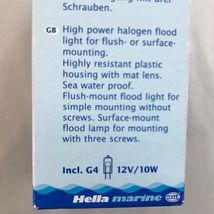 Schrauben.
GB High power halogen flood
light for flush- or surface-
mounting.
Highly resistant plastic
housing with mat lens.
Sea water proof.
Flush-mount flood light for
simple mounting without
screws. Surface-mount
flood lamp for mounting
with three screws.
Incl. G4 12V/10W
Hella marine